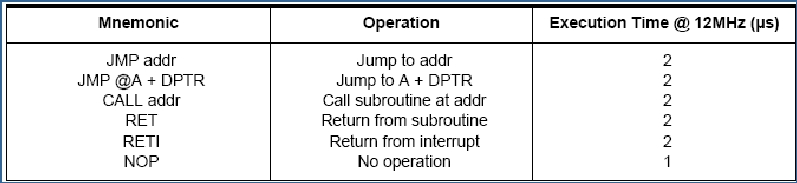 Mnemonic Operation Execution Time @ 12MHz (µs)
JMP addr Jump to addr 2
JMP @A + DPTR Jump to A + DPTR 2
CALL addr Call subroutine at addr 2
RET Return from subroutine 2
RETI Return from interrupt 2
NOP No operation 1